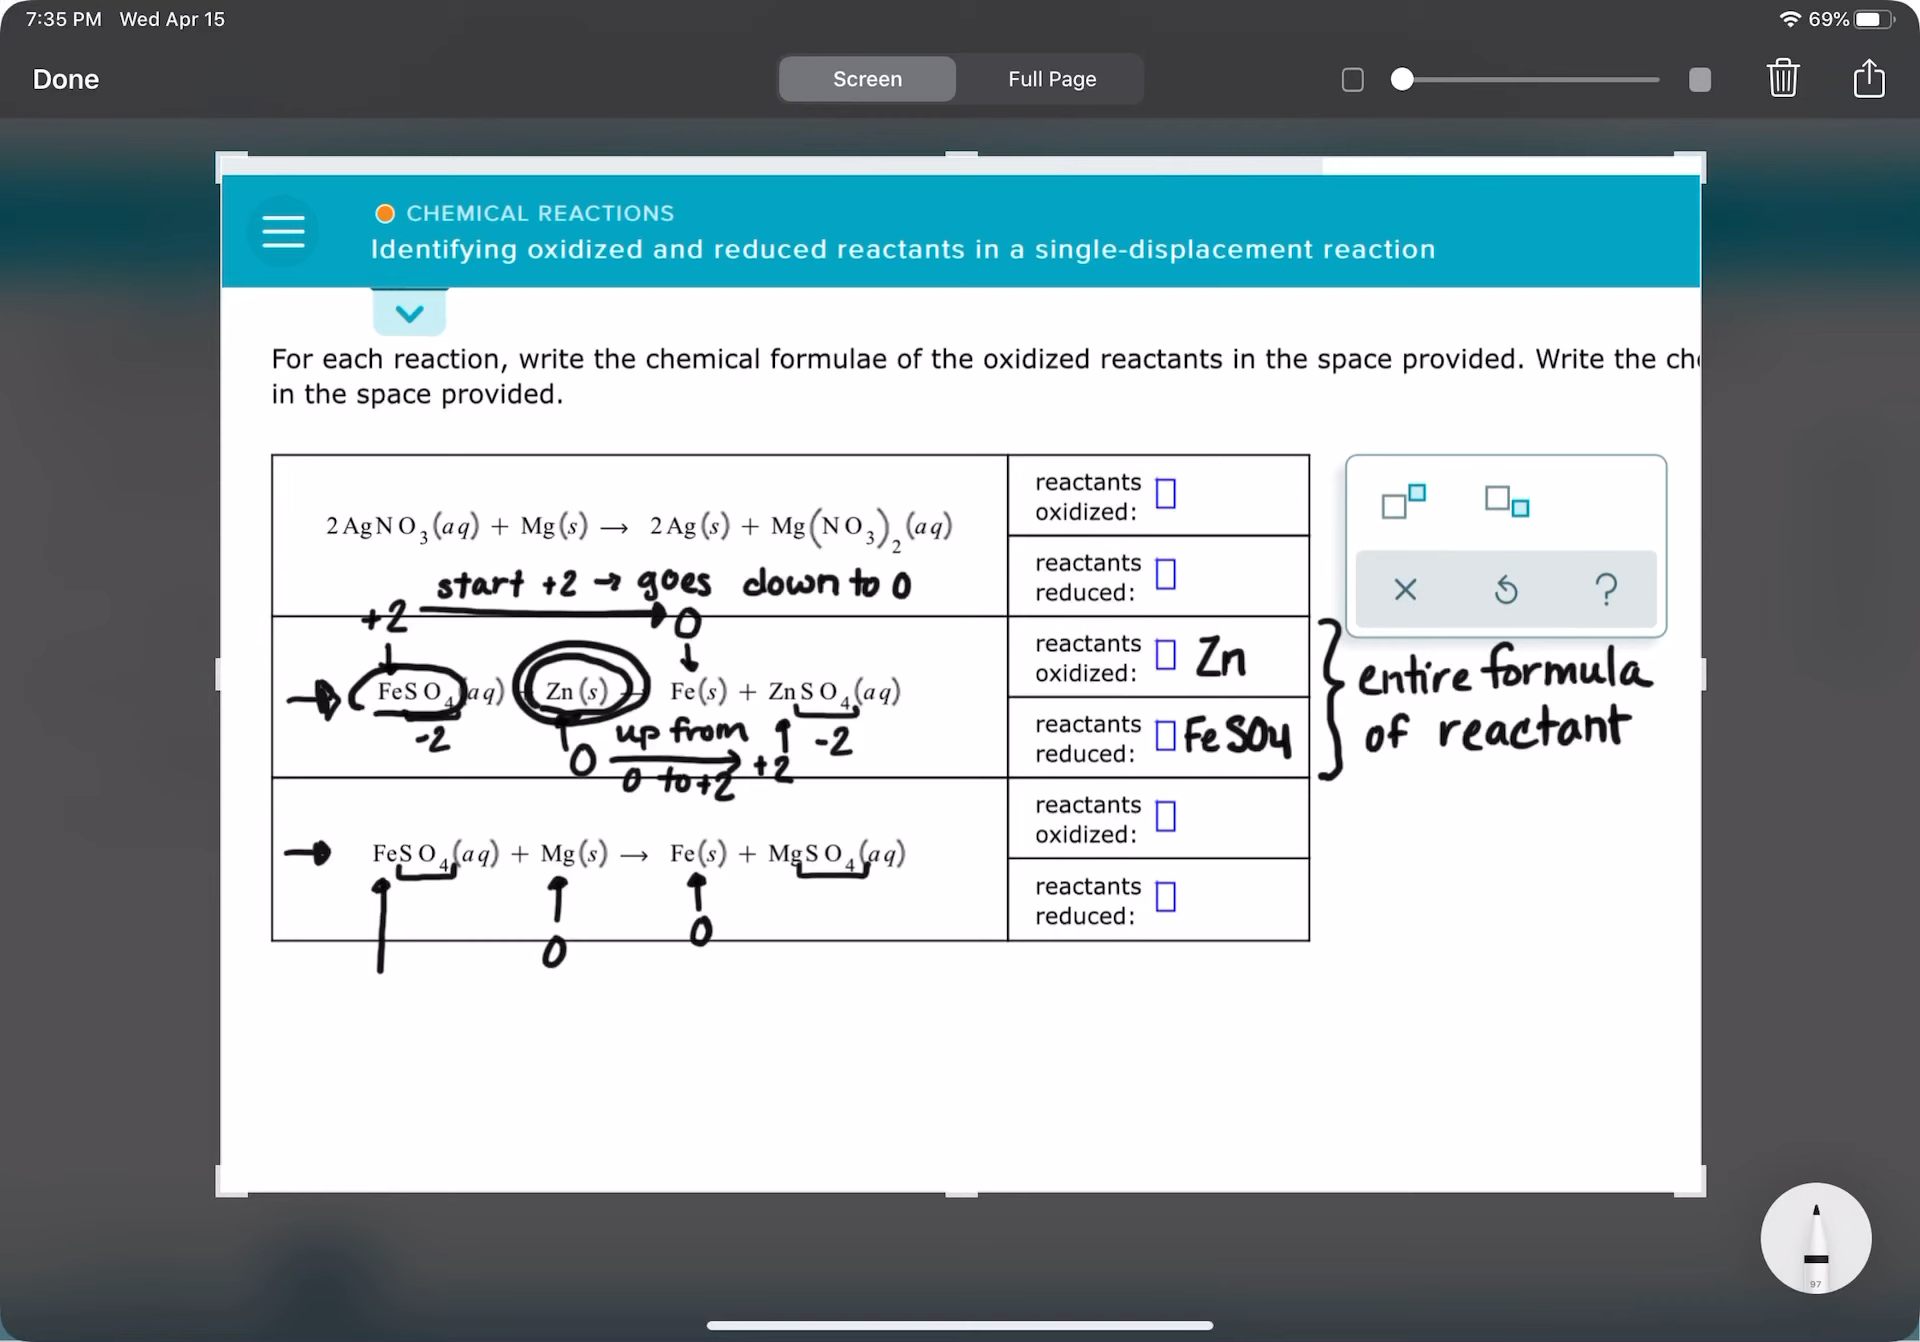 7:35 PM Wed Apr 15 69%
Done Screen Full Page
CHEMICAL REACTIONS
Identifying oxidized and reduced reactants in a single-displacement reaction
For each reaction, write the chemical formulae of the oxidized reactants in the space provided. Write the ch
in the space provided.
2 AgNO₃(aq) + Mg(s) → 2 Ag(s) + Mg(NO₃)₂(aq)
reactants
oxidized:
reactants
reduced:
start +2 → goes down to 0
+2 0
FeSO₄(aq) Zn(s) → Fe(s) + ZnSO₄(aq)
-2 up from -2
0 0 to +2 +2
reactants
oxidized: Zn
reactants
reduced: FeSO4
entire formula
of reactant
?
FeSO₄(aq) + Mg(s) → Fe(s) + MgSO₄(aq)
0 0
reactants
oxidized:
reactants
reduced:
97